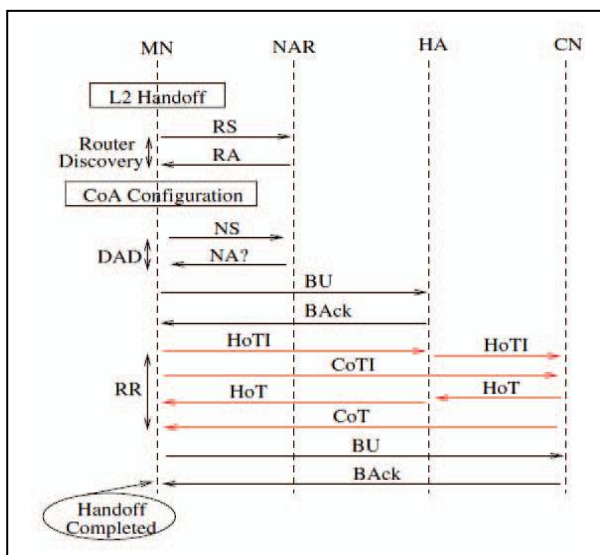 MN NAR HA CN
L2 Handoff
RS
Router
Discovery
RA
CoA Configuration
NS
DAD
NA?
BU
BAck
HoTI HoTI
CoTI
RR
HoT HoT
CoT
BU
BAck
Handoff
Completed